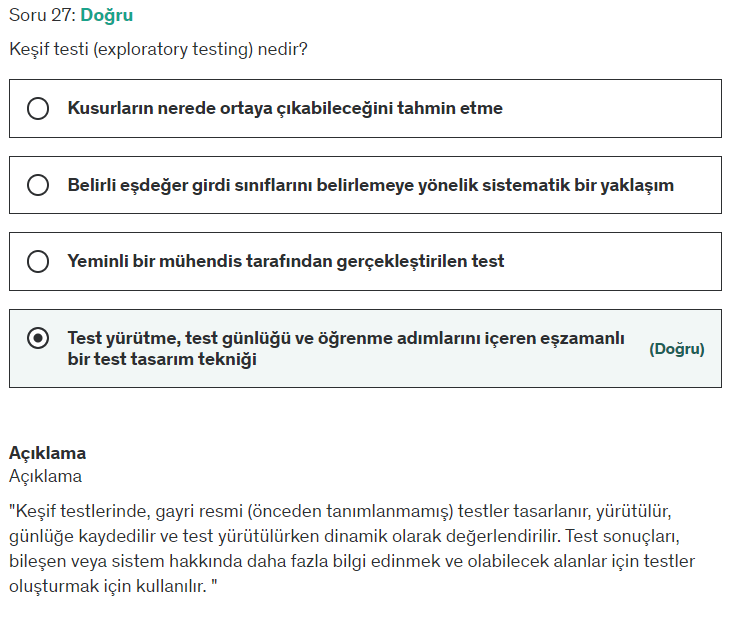 Soru 27: Doğru
Keşif testi (exploratory testing) nedir?
Kusurların nerede ortaya çıkabileceğini tahmin etme
Belirli eşdeğer girdi sınıflarını belirlemeye yönelik sistematik bir yaklaşım
Yeminli bir mühendis tarafından gerçekleştirilen test
Test yürütme, test günlüğü ve öğrenme adımlarını içeren eşzamanlı
bir test tasarım tekniği
(Doğru)
Açıklama
Açıklama
"Keşif testlerinde, gayri resmi (önceden tanımlanmamış) testler tasarlanır, yürütülür,
günlüğe kaydedilir ve test yürütülürken dinamik olarak değerlendirilir. Test sonuçları,
bileşen veya sistem hakkında daha fazla bilgi edinmek ve olabilecek alanlar için testler
oluşturmak için kullanılır. "